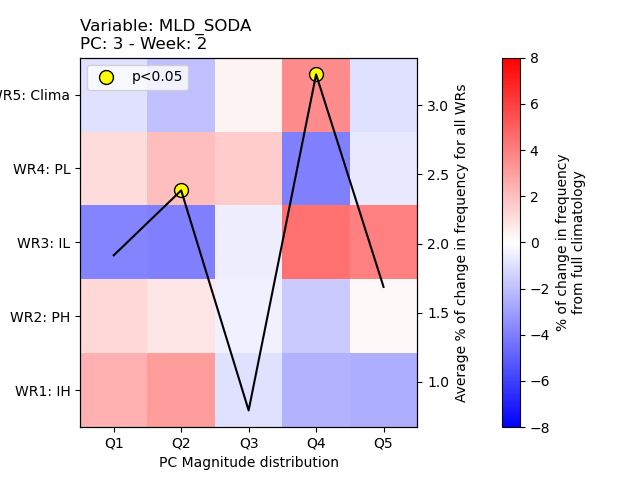 Variable: MLD_SODA
PC: 3 - Week: 2
p<0.05
WR5: Clima
WR4: PL
WR3: IL
WR2: PH
WR1: IH
Q1 Q2 Q3 Q4 Q5
PC Magnitude distribution
3.0
2.5
2.0
1.5
1.0
Average % of change in frequency for all WRs
8
6
4
2
0
−2
−4
−6
−8
% of change in frequency
from full climatology